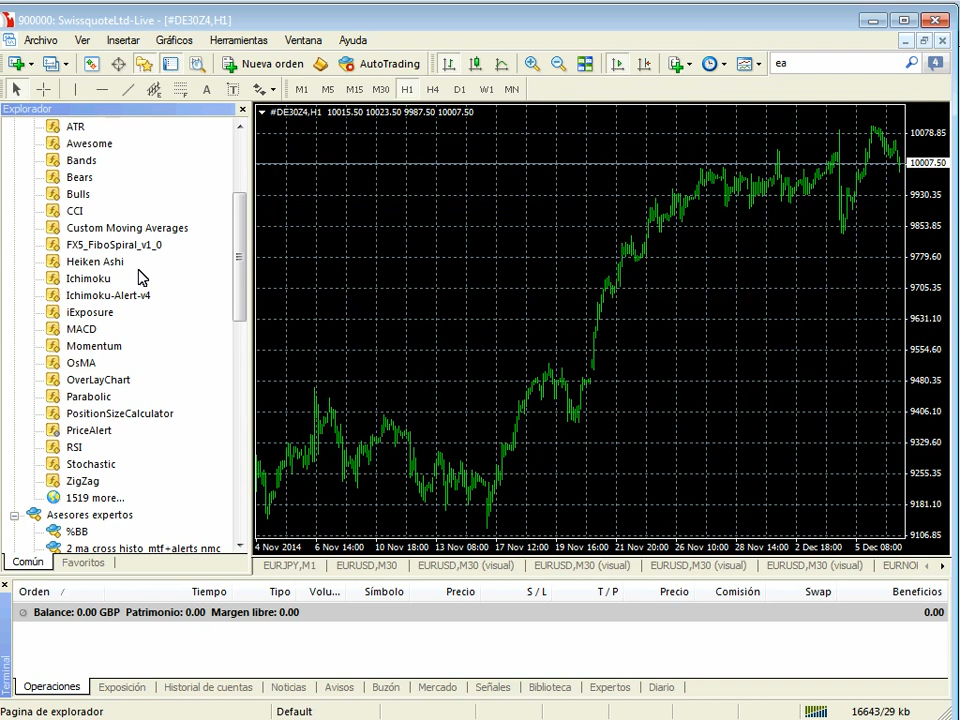 900000: SwissquoteLtd-Live - [#DE30Z4,H1]
Archivo Ver Insertar Gráficos Herramientas Ventana Ayuda
Nueva orden AutoTrading ea 4
A T M1 M5 M15 M30 H1 H4 D1 W1 MN
Explorador
ATR
Awesome
Bands
Bears
Bulls
CCI
Custom Moving Averages
FX5_FiboSpiral_v1_0
Heiken Ashi
Ichimoku
Ichimoku-Alert-v4
iExposure
MACD
Momentum
OsMA
OverLayChart
Parabolic
PositionSizeCalculator
PriceAlert
RSI
Stochastic
ZigZag
1519 more...
Asesores expertos
%BB
2 ma cross histo mtf+alerts nmc
Común Favoritos
#DE30Z4,H1 10015.50 10023.50 9987.50 10007.50
10078.85
10007.50
9930.35
9853.85
9779.60
9705.35
9631.10
9554.60
9480.35
9406.10
9329.60
9255.35
9181.10
9106.85
4 Nov 2014 6 Nov 14:00 10 Nov 18:00 13 Nov 08:00 17 Nov 12:00 19 Nov 16:00 21 Nov 20:00 26 Nov 10:00 28 Nov 14:00 2 Dec 18:00 5 Dec 08:00
EURJPY,M1 EURUSD,M30 EURUSD,M30 (visual) EURUSD,M30 (visual) EURUSD,M30 (visual) EURUSD,M30 (visual) EURNOI
Orden / Tiempo Tipo Volu... Símbolo Precio S / L T / P Precio Comisión Swap Beneficios
Balance: 0.00 GBP Patrimonio: 0.00 Margen libre: 0.00 0.00
Terminal
Operaciones Exposición Historial de cuentas Noticias Avisos Buzón Mercado Señales Biblioteca Expertos Diario
Pagina de explorador Default 16643/29 kb